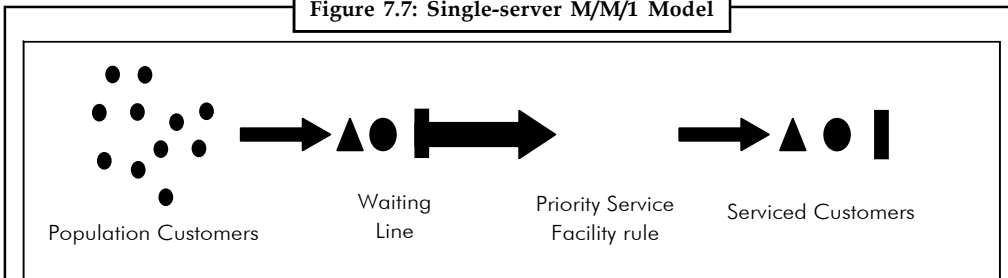 Figure 7.7: Single-server M/M/1 Model
Population Customers
Waiting
Line
Priority Service
Facility rule
Serviced Customers